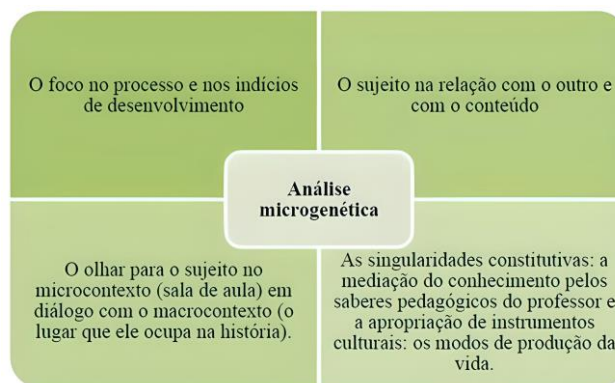 O foco no processo e nos indícios
de desenvolvimento
O sujeito na relação com o outro e
com o conteúdo
Análise
microgenética
O olhar para o sujeito no
microcontexto (sala de aula) em
diálogo com o macrocontexto (o
lugar que ele ocupa na história).
As singularidades constitutivas: a
mediação do conhecimento pelos
saberes pedagógicos do professor e
a apropriação de instrumentos
culturais: os modos de produção da
vida.